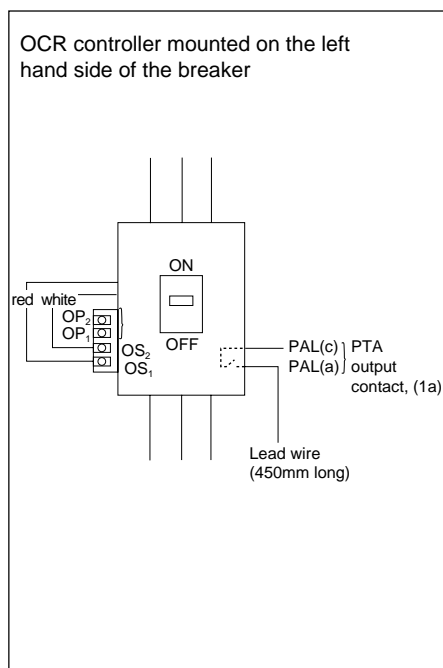 OCR controller mounted on the left
hand side of the breaker
ON
red white
OP₂
OP₁
OS₂
OS₁
OFF
PAL(c)
PAL(a)
PTA
output
contact, (1a)
Lead wire
(450mm long)